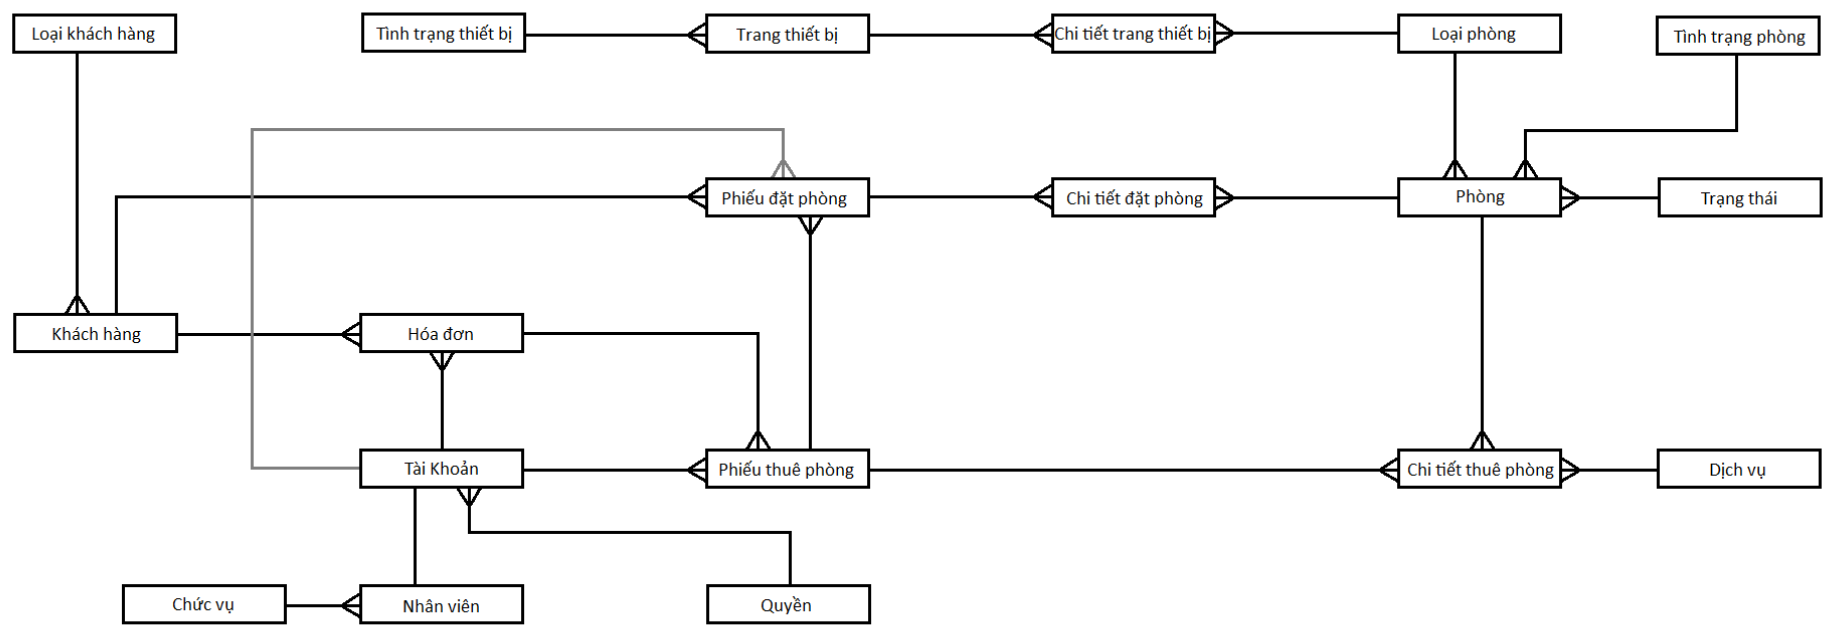 Loại khách hàng
Tình trạng thiết bị
Trang thiết bị
Chi tiết trang thiết bị
Loại phòng
Tình trạng phòng
Phiếu đặt phòng
Chi tiết đặt phòng
Phòng
Trạng thái
Khách hàng
Hóa đơn
Tài Khoản
Phiếu thuê phòng
Chi tiết thuê phòng
Dịch vụ
Chức vụ
Nhân viên
Quyền